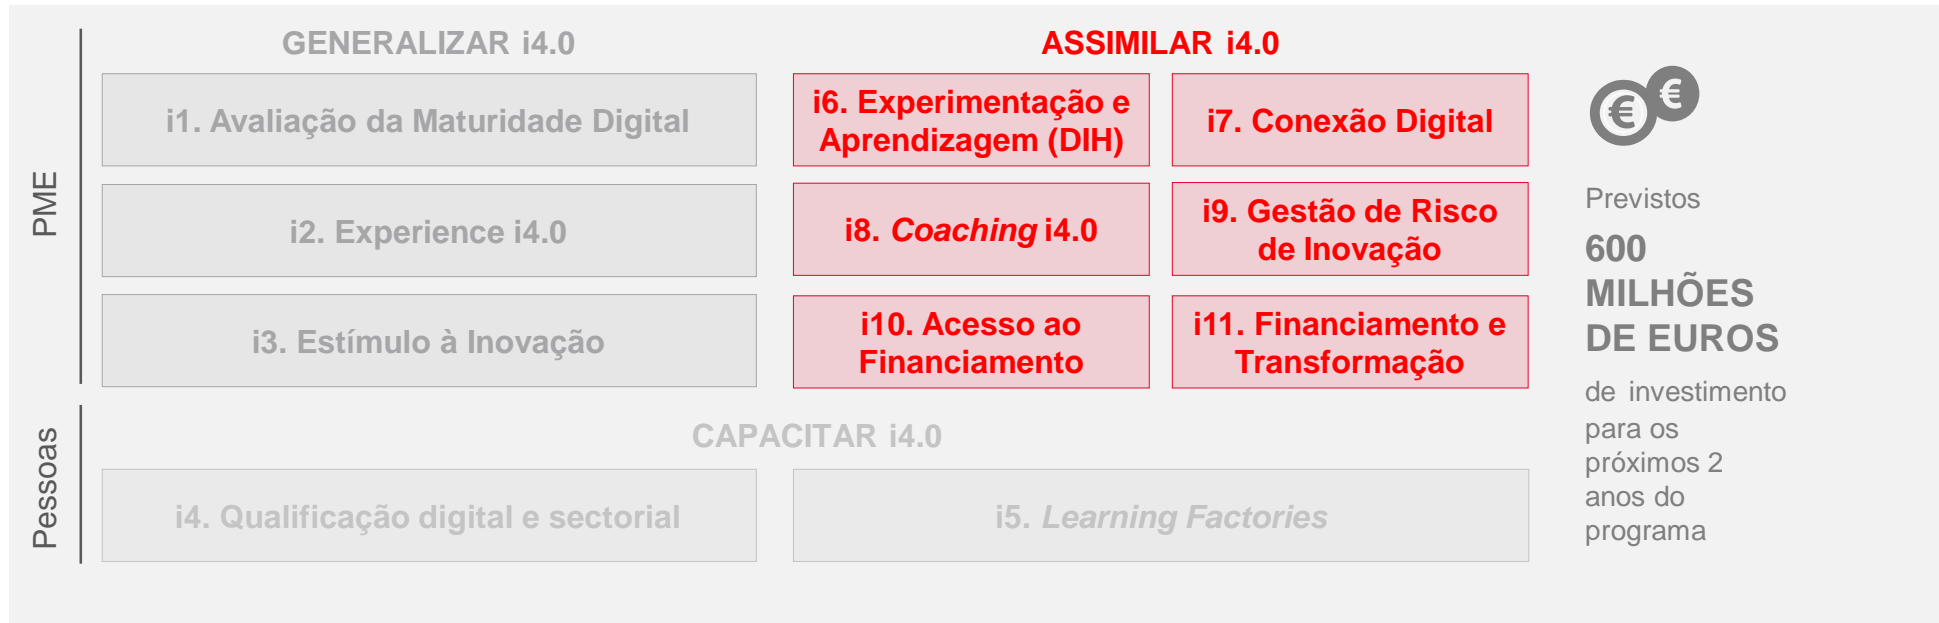 PME
GENERALIZAR i4.0
i1. Avaliação da Maturidade Digital
i2. Experience i4.0
i3. Estímulo à Inovação
ASSIMILAR i4.0
i6. Experimentação e
Aprendizagem (DIH)
i7. Conexão Digital
i8. Coaching i4.0
i9. Gestão de Risco
de Inovação
i10. Acesso ao
Financiamento
i11. Financiamento e
Transformação
Pessoas
CAPACITAR i4.0
i4. Qualificação digital e sectorial
i5. Learning Factories
€
€
Previstos
600
MILHÕES
DE EUROS
de investimento
para os
próximos 2
anos do
programa